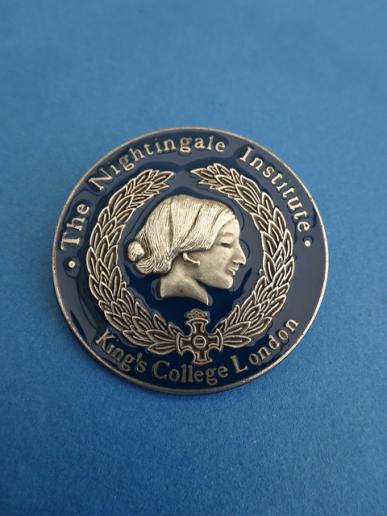 The Nightingale Institute
King's College London